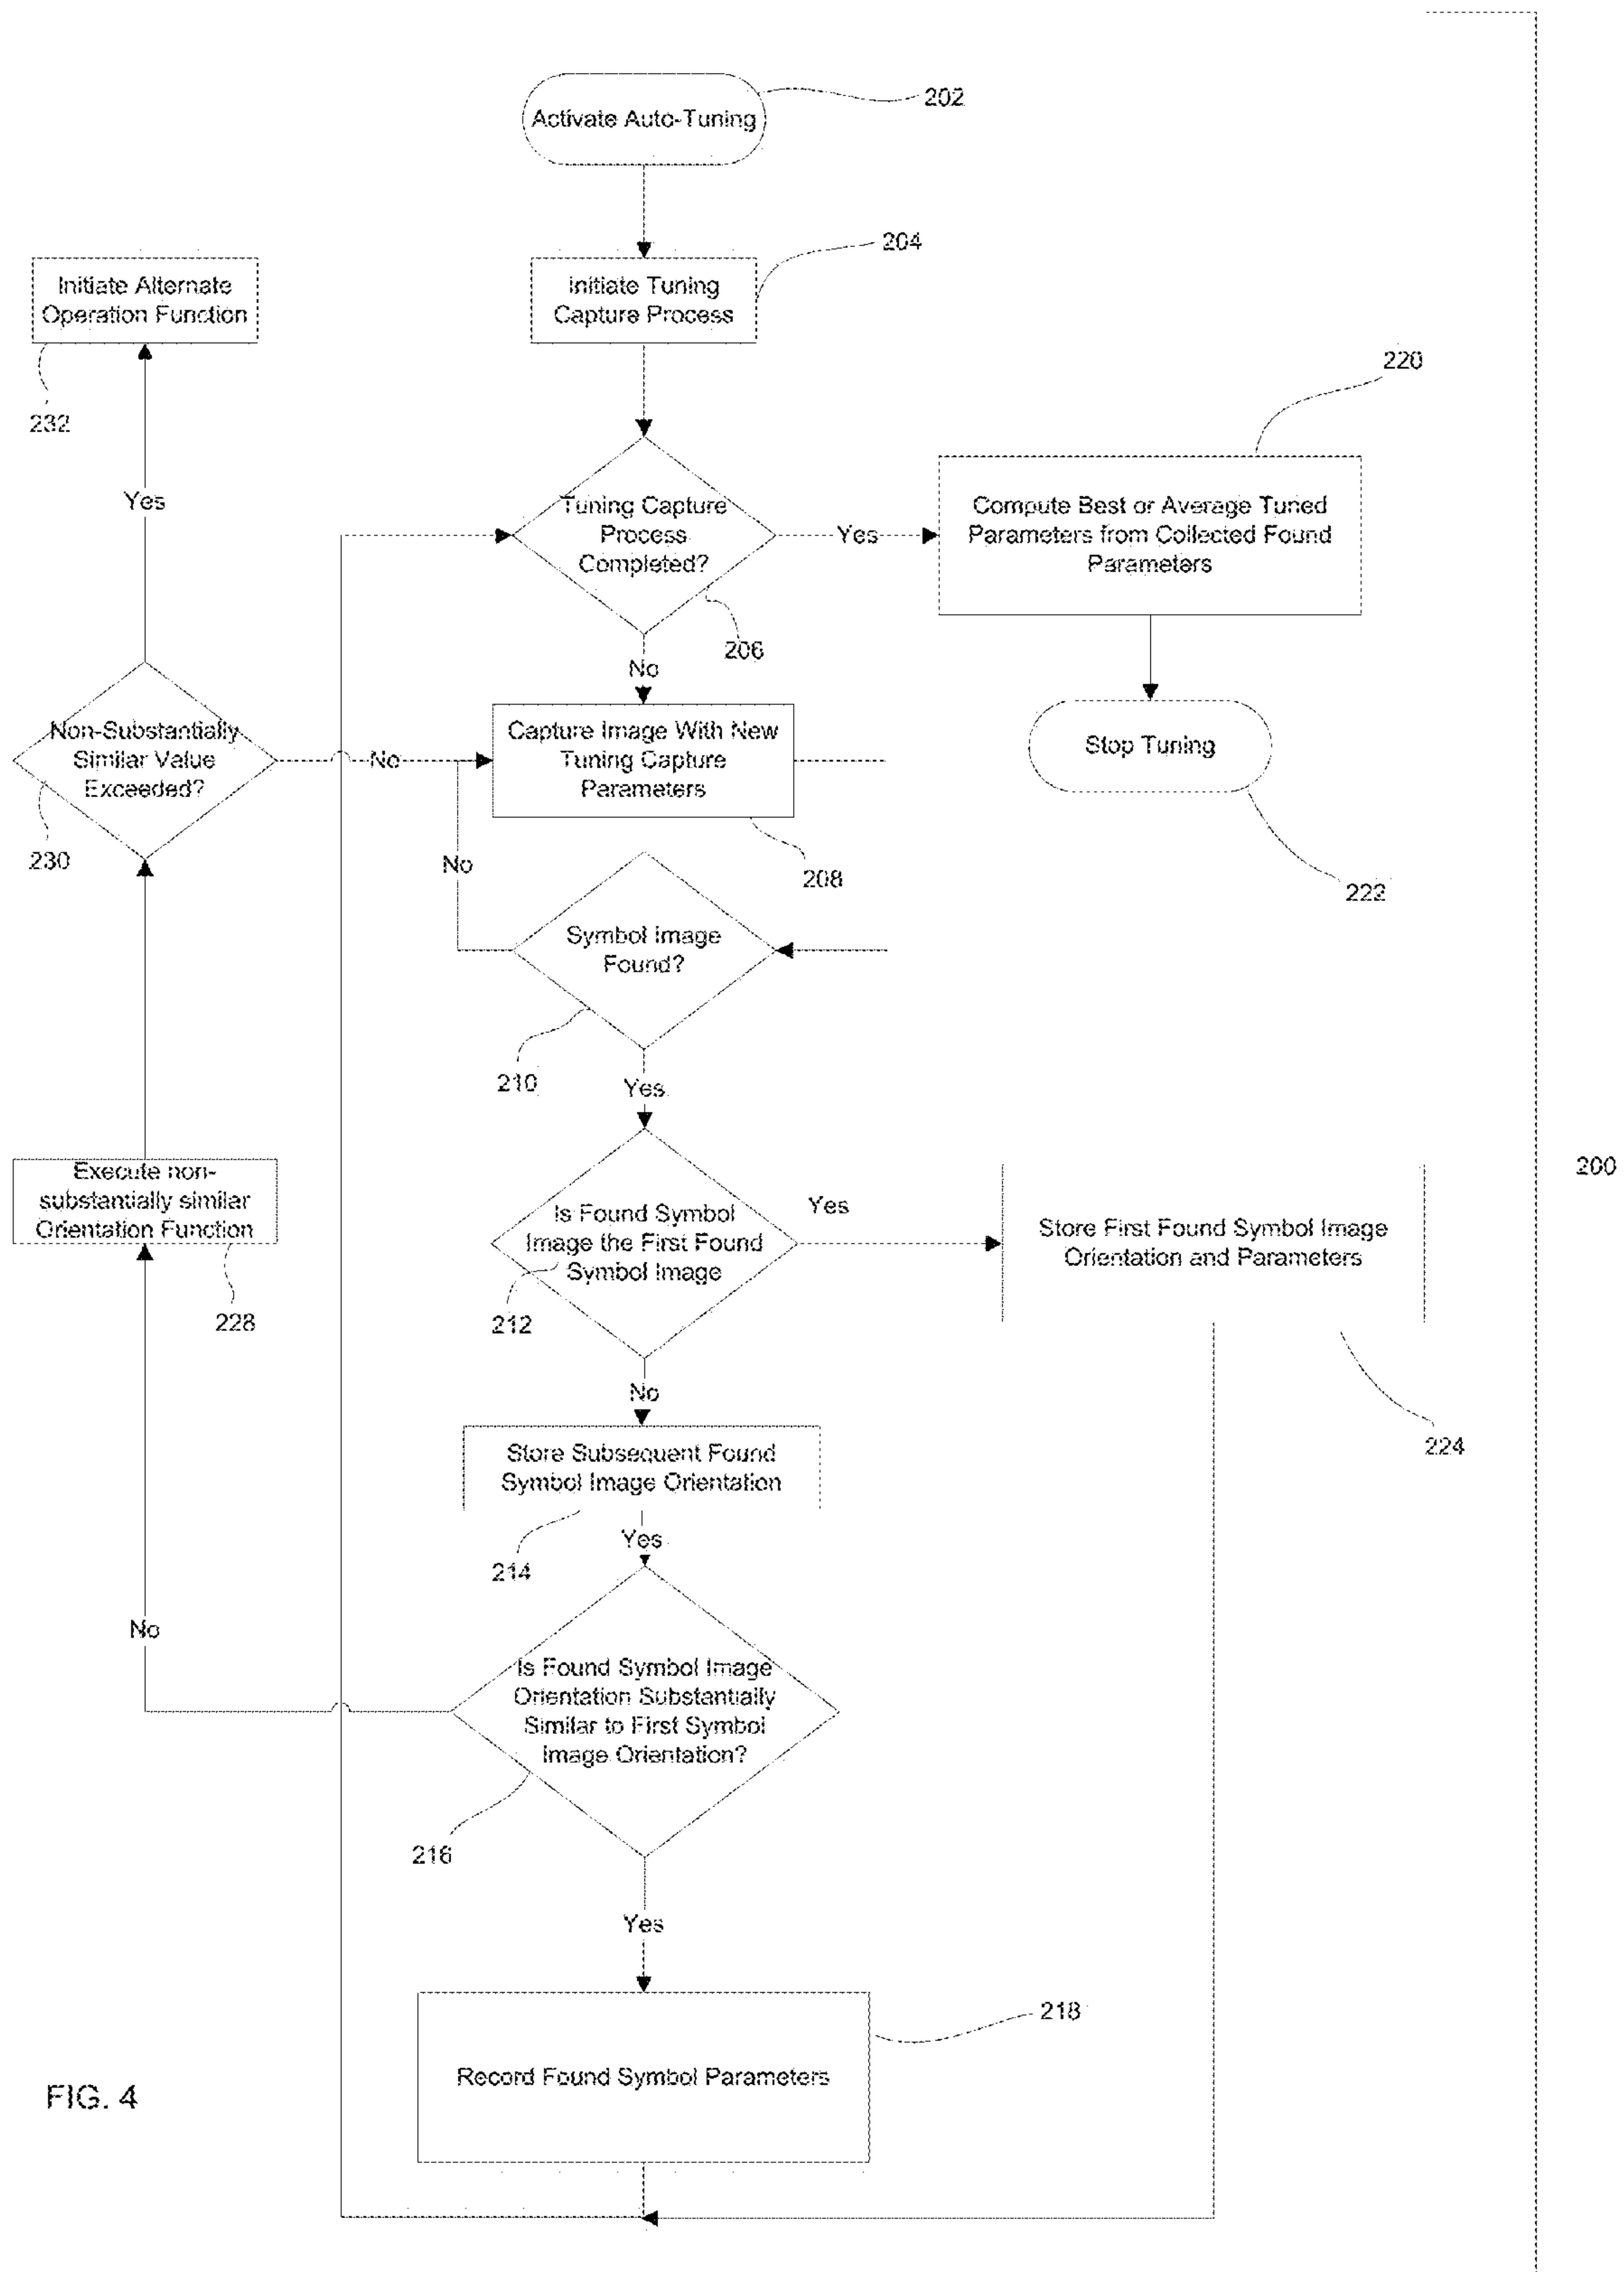 Activate Auto-Tuning
202
Initiate Alternate
Operation Function
232
Initiate Tuning
Capture Process
204
Yes
Tuning Capture
Process
Completed?
206
Yes
220
Compute Best or Average Tuned
Parameters from Collected Found
Parameters
No
Non-Substantially
Similar Value
Exceeded?
230
No
Capture Image With New
Tuning Capture
Parameters
208
Stop Tuning
222
No
Symbol Image
Found?
210
Yes
Execute non-
substantially similar
Orientation Function
228
Is Found Symbol
Image the First Found
Symbol Image
212
Yes
Store First Found Symbol Image
Orientation and Parameters
224
200
No
Store Subsequent Found
Symbol Image Orientation
214
Yes
No
Is Found Symbol Image
Orientation Substantially
Similar to First Symbol
Image Orientation?
216
Yes
Record Found Symbol Parameters
218
FIG. 4